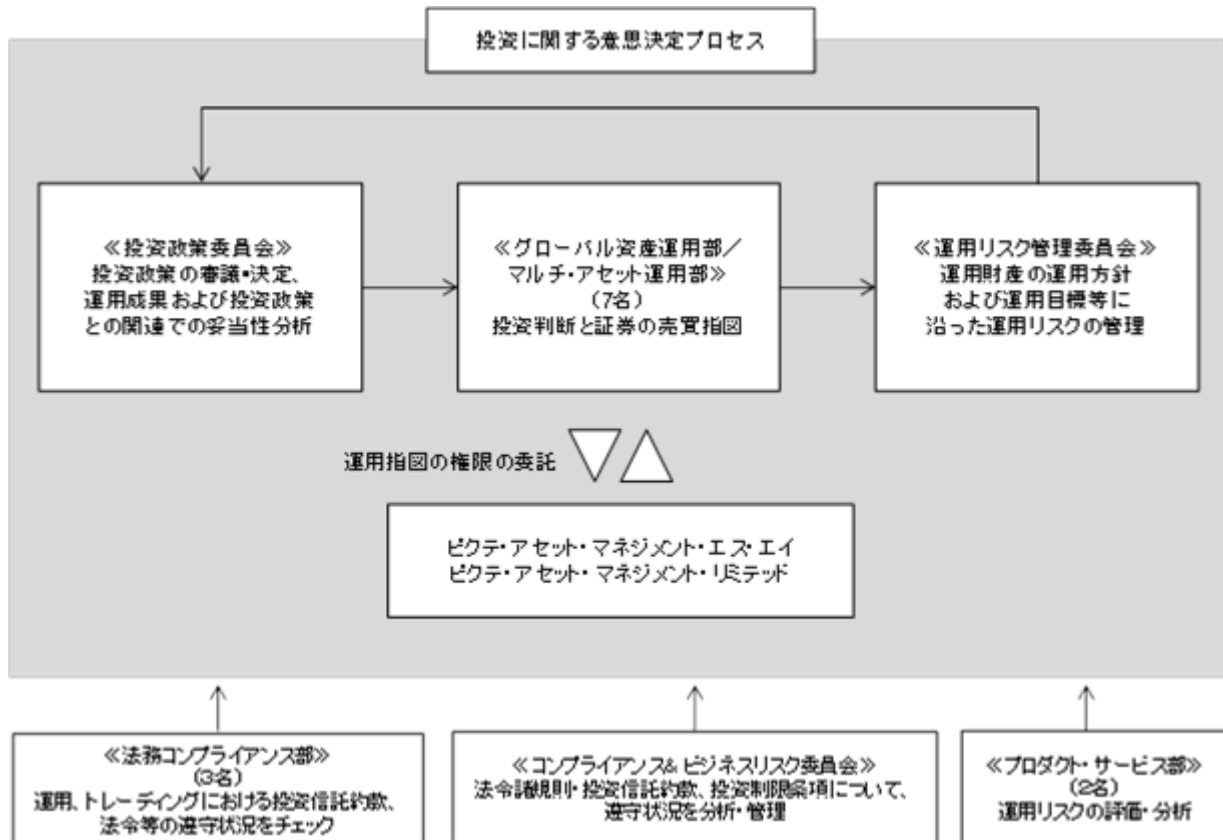 投資に関する意思決定プロセス
≪投資政策委員会≫
投資政策の審議・決定、
運用成果および投資政策
との関連での妥当性分析
≪グローバル資産運用部/
マルチ・アセット運用部≫
(7名)
投資判断と証券の売買指図
≪運用リスク管理委員会≫
運用財産の運用方針
および運用目標等に
沿った運用リスクの管理
運用指図の権限の委託
ピクテ・アセット・マネジメント・エス・エイ
ピクテ・アセット・マネジメント・リミテッド
≪法務コンプライアンス部≫
(3名)
運用、トレーディングにおける投資信託約款、
法令等の遵守状況をチェック
≪コンプライアンス&ビジネスリスク委員会≫
法令諸規則・投資信託約款、投資制限条項について、
遵守状況を分析・管理
≪プロダクト・サービス部≫
(2名)
運用リスクの評価・分析